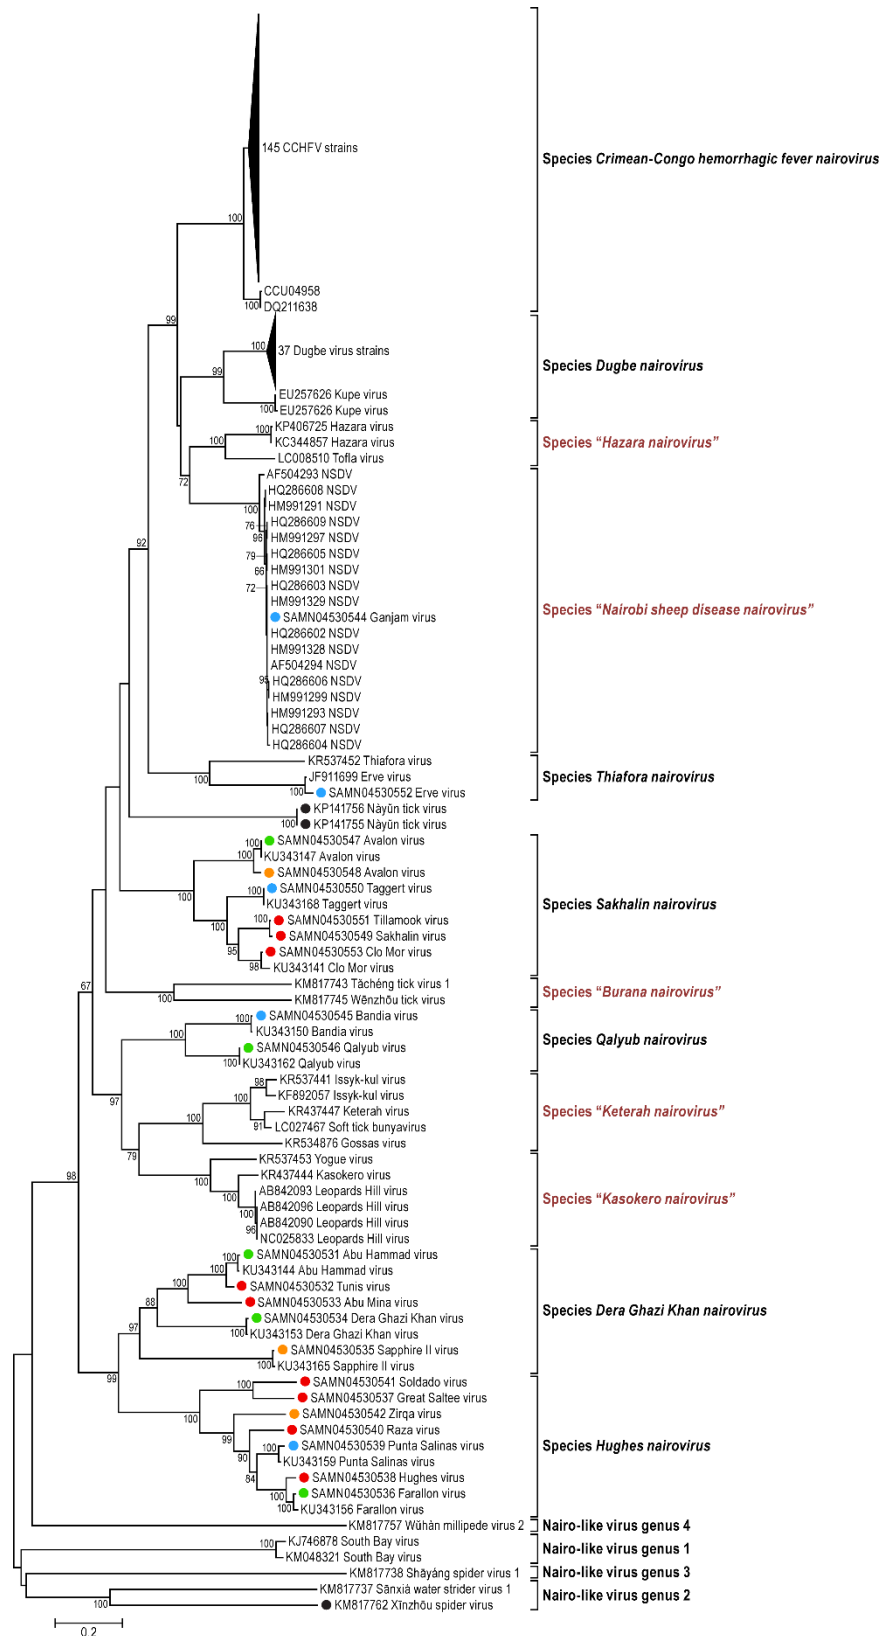 145 CCHFV strains
Species Crimean-Congo hemorrhagic fever nairovirus
100
CCU04958
100
DQ211638
99
100
37 Dugbe virus strains
Species Dugbe nairovirus
99
EU257626 Kupe virus
100
EU257626 Kupe virus
KP406725 Hazara virus
100
KC344857 Hazara virus
Species “Hazara nairovirus”
100
LC008510 Tofla virus
72
AF504293 NSDV
HQ286608 NSDV
HM991291 NSDV
100
HQ286609 NSDV
76
HM991297 NSDV
96
HQ286605 NSDV
79
HM991301 NSDV
66
HQ286603 NSDV
72
HM991329 NSDV
92
Species “Nairobi sheep disease nairovirus”
SAMN04530544 Ganjam virus
HQ286602 NSDV
HM991328 NSDV
AF504294 NSDV
HQ286606 NSDV
95
HM991299 NSDV
HM991293 NSDV
HQ286607 NSDV
HQ286604 NSDV
KR537452 Thiafora virus
100
JF911699 Erve virus
Species Thiafora nairovirus
100
SAMN04530552 Erve virus
KP141756 Nàyǔn tick virus
100
KP141755 Nàyǔn tick virus
100
SAMN04530547 Avalon virus
KU343147 Avalon virus
100
SAMN04530548 Avalon virus
100
SAMN04530550 Taggert virus
100
KU343168 Taggert virus
Species Sakhalin nairovirus
100
100
SAMN04530551 Tillamook virus
SAMN04530549 Sakhalin virus
95
SAMN04530553 Clo Mor virus
98
KU343141 Clo Mor virus
KM817743 Tǎchéng tick virus 1
67
100
KM817745 Wēnzhōu tick virus
Species “Burana nairovirus”
SAMN04530545 Bandia virus
100
KU343150 Bandia virus
Species Qalyub nairovirus
100
SAMN04530546 Qalyub virus
100
KU343162 Qalyub virus
97
98
KR537441 Issyk-kul virus
KF892057 Issyk-kul virus
100
KR437447 Keterah virus
Species “Keterah nairovirus”
100
91
LC027467 Soft tick bunyavirus
KR534876 Gossas virus
79
KR537453 Yogue virus
98
100
KR437444 Kasokero virus
100
AB842093 Leopards Hill virus
Species “Kasokero nairovirus”
100
AB842096 Leopards Hill virus
AB842090 Leopards Hill virus
96
NC025833 Leopards Hill virus
100
SAMN04530531 Abu Hammad virus
KU343144 Abu Hammad virus
100
100
SAMN04530532 Tunis virus
88
SAMN04530533 Abu Mina virus
Species Dera Ghazi Khan nairovirus
SAMN04530534 Dera Ghazi Khan virus
97
100
KU343153 Dera Ghazi Khan virus
SAMN04530535 Sapphire II virus
100
KU343165 Sapphire II virus
99
SAMN04530541 Soldado virus
100
SAMN04530537 Great Saltee virus
100
SAMN04530542 Zirqa virus
SAMN04530540 Raza virus
99
100
SAMN04530539 Punta Salinas virus
Species Hughes nairovirus
90
KU343159 Punta Salinas virus
84
SAMN04530538 Hughes virus
SAMN04530536 Farallon virus
100
KU343156 Farallon virus
KM817757 Wǔhàn millipede virus 2
Nairo-like virus genus 4
KJ746878 South Bay virus
100
Nairo-like virus genus 1
KM048321 South Bay virus
KM817738 Shāyáng spider virus 1
Nairo-like virus genus 3
KM817737 Sānxiá water strider virus 1
Nairo-like virus genus 2
100
KM817762 Xīnzhōu spider virus
0.2